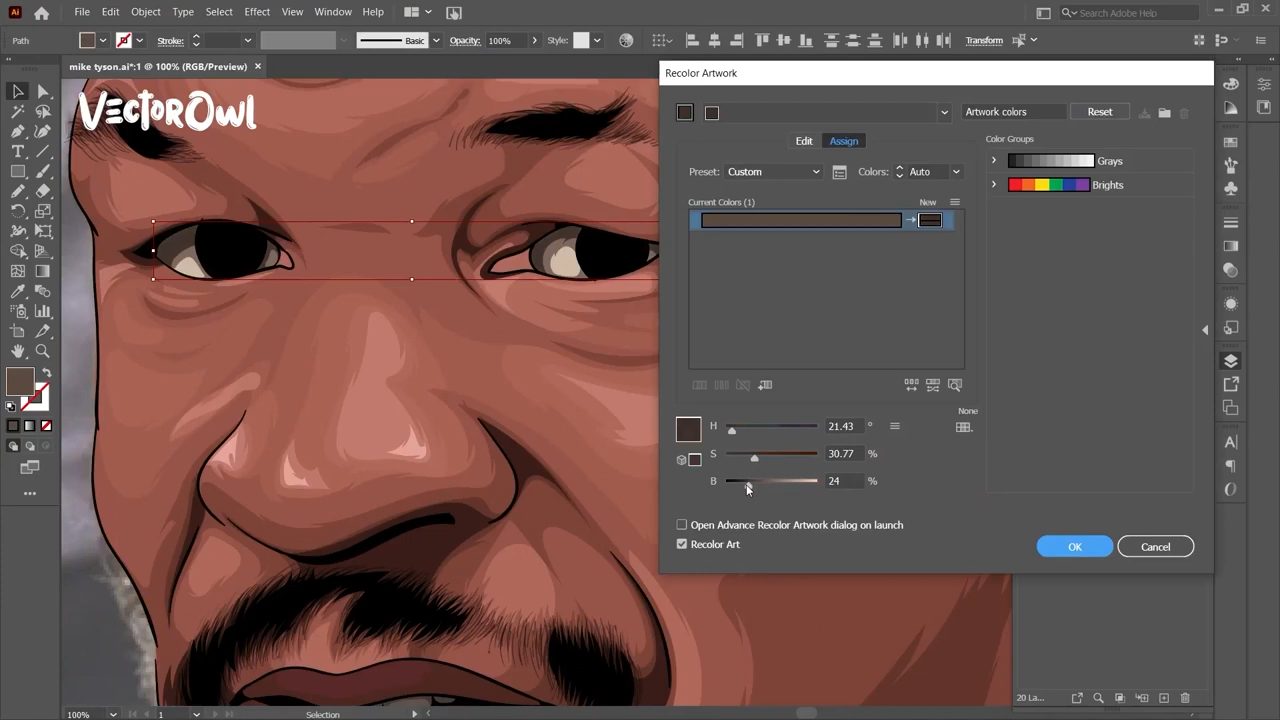 Ai File Edit Object Type Select Effect View Window Help Search Adobe Help
Path Stroke: Basic Opacity: 100% Style: Transform
mike tyson.ai*:1 @ 100% (RGB/Preview)
VectorOwl
Recolor Artwork
Artwork colors Reset
Edit Assign
Color Groups
Preset: Custom Colors: Auto
Grays
Brights
Current Colors (1) New
None
H 21.43 °
S 30.77 %
B 24 %
Open Advance Recolor Artwork dialog on launch
Recolor Art
OK Cancel
20 La...
100% 1 Selection